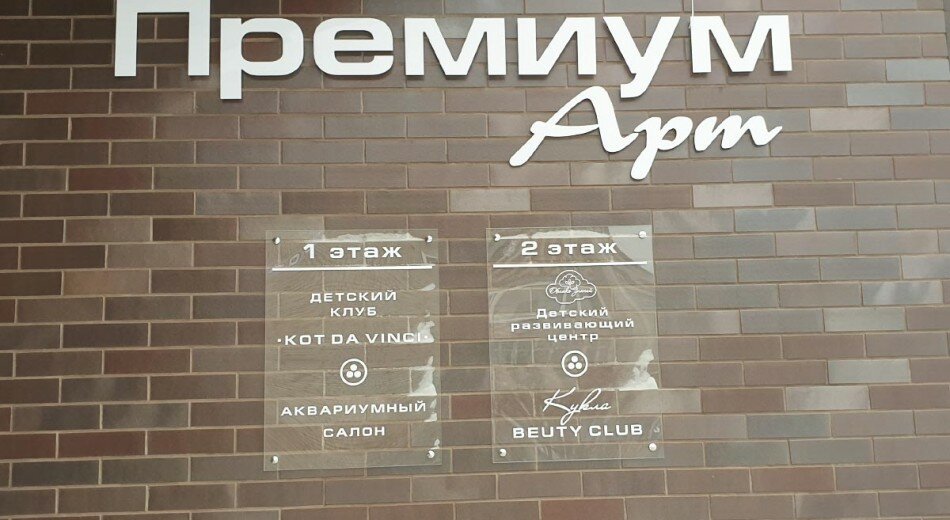 Премиум
Арт
1 этаж
ДЕТСКИЙ
КЛУБ
·KOT DA VINCI·
АКВАРИУМНЫЙ
САЛОН
2 этаж
Детский
развивающий
центр
Кукла
BEUTY CLUB